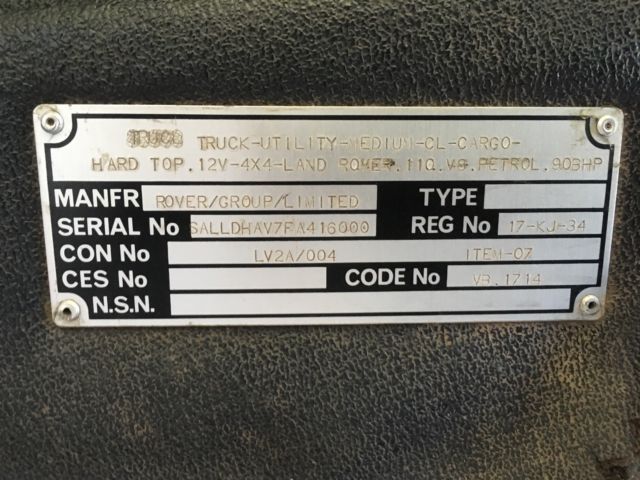 TRUCK-UTILITY-MEDIUM-CL-CARGO-
HARD TOP.12V-4X4-LAND ROVER.110.V8.PETROL.90BHP
MANFR ROVER/GROUP/LIMITED TYPE
SERIAL No SALLDHAV7FA416000 REG No 17-KJ-34
CON No LV2A/004 ITEM-07
CES No CODE No VB.1714
N.S.N.